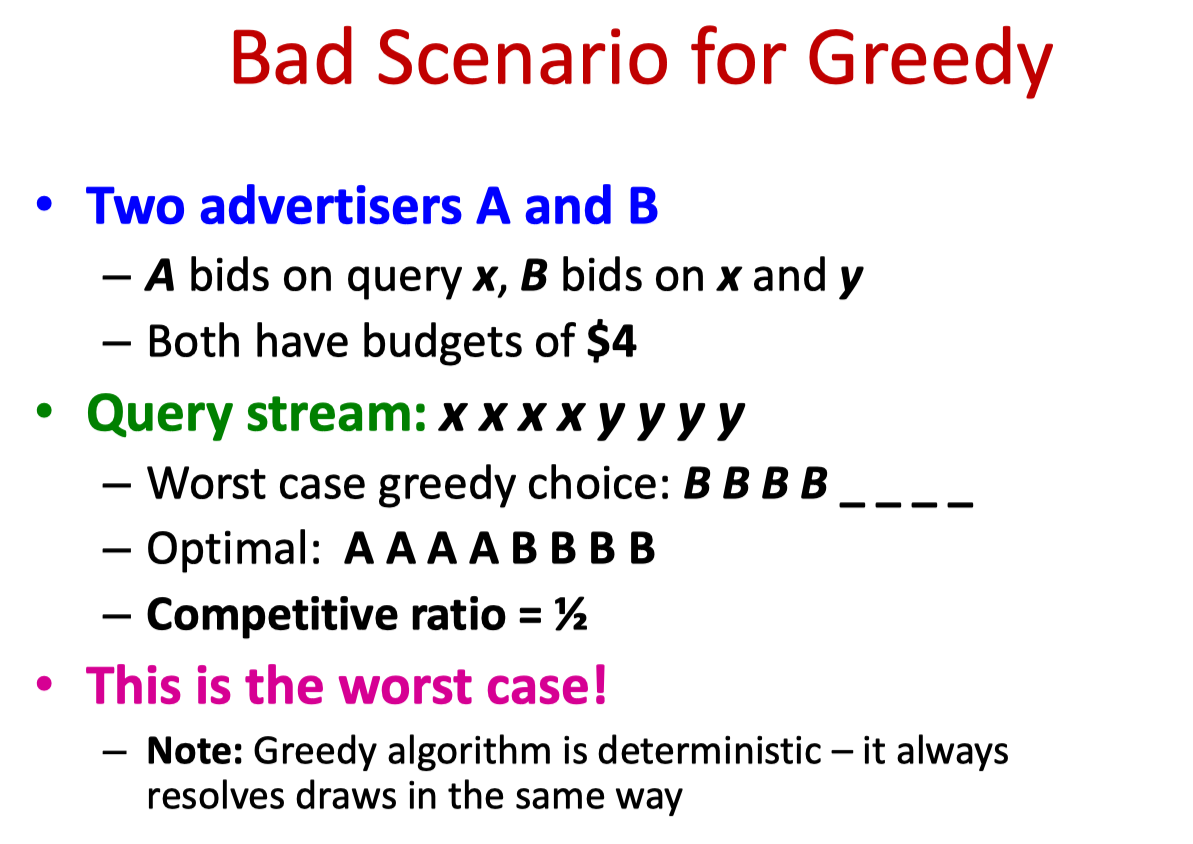 Bad Scenario for Greedy
• Two advertisers A and B
– A bids on query x, B bids on x and y
– Both have budgets of $4
• Query stream: x x x x y y y y
– Worst case greedy choice: B B B B _ _ _ _
– Optimal: A A A A B B B B
– Competitive ratio = ½
• This is the worst case!
– Note: Greedy algorithm is deterministic – it always
resolves draws in the same way